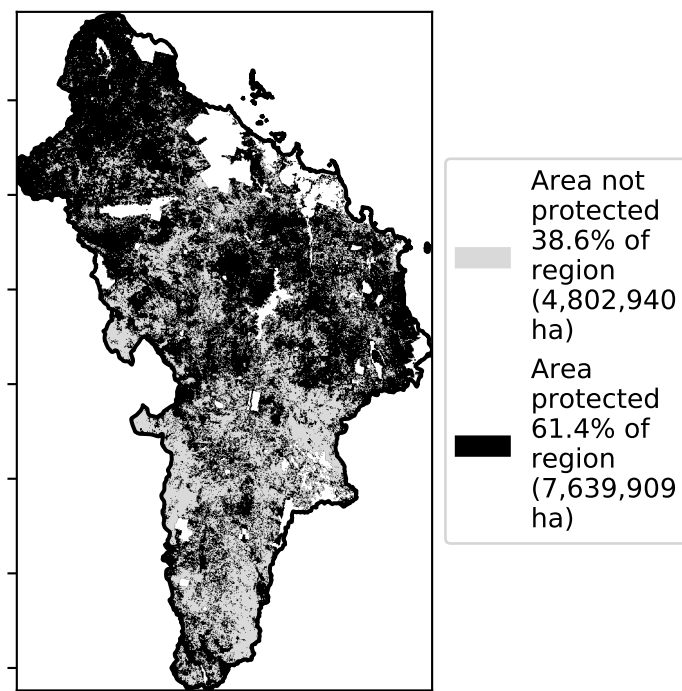 Area not
protected
38.6% of
region
(4,802,940
ha)
Area
protected
61.4% of
region
(7,639,909
ha)